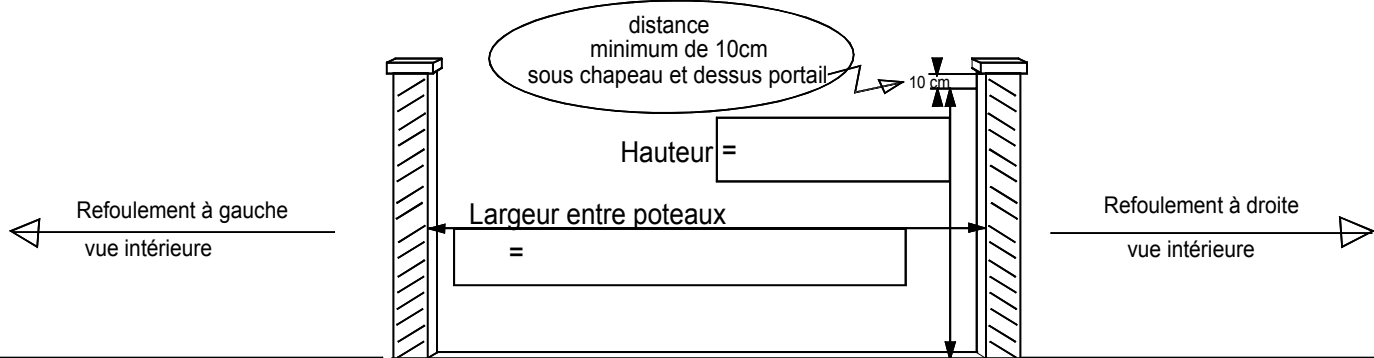 distance
minimum de 10cm
sous chapeau et dessus portail
10 cm
Hauteur =
Refoulement à gauche
vue intérieure
Largeur entre poteaux
=
Refoulement à droite
vue intérieure